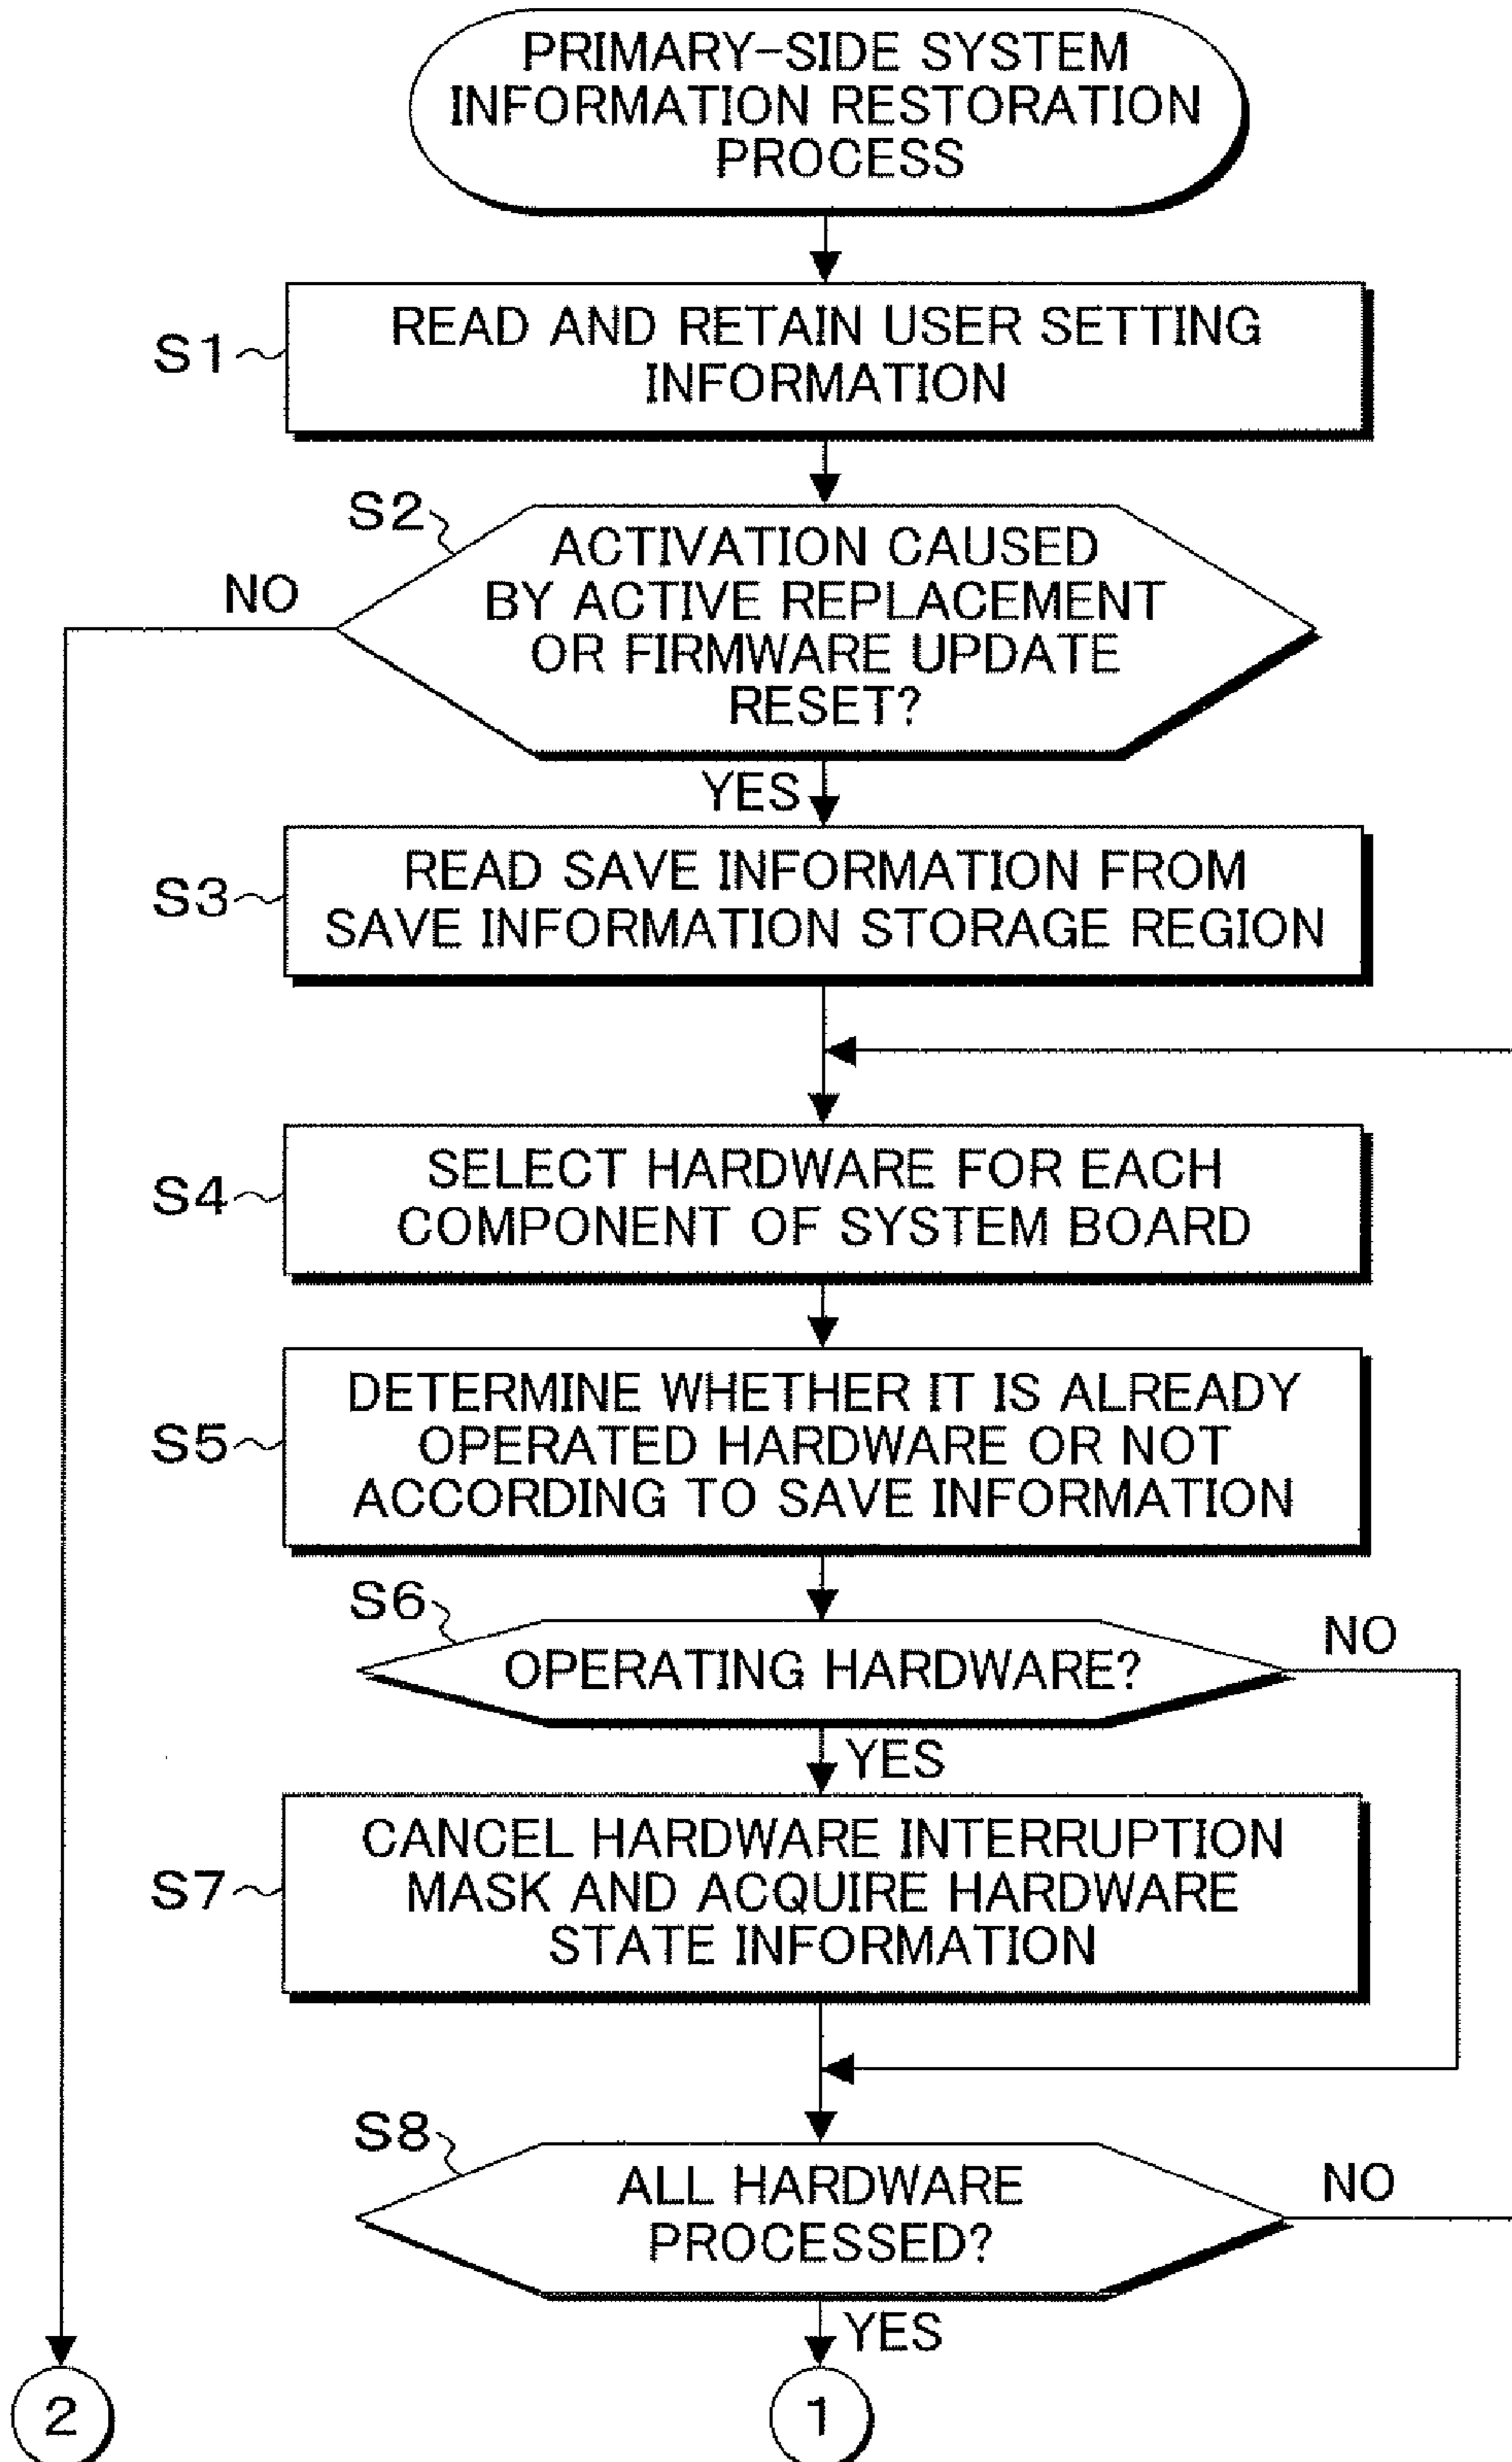 PRIMARY-SIDE SYSTEM
INFORMATION RESTORATION
PROCESS
S1
READ AND RETAIN USER SETTING
INFORMATION
S2
NO
ACTIVATION CAUSED
BY ACTIVE REPLACEMENT
OR FIRMWARE UPDATE
RESET?
YES
S3
READ SAVE INFORMATION FROM
SAVE INFORMATION STORAGE REGION
S4
SELECT HARDWARE FOR EACH
COMPONENT OF SYSTEM BOARD
S5
DETERMINE WHETHER IT IS ALREADY
OPERATED HARDWARE OR NOT
ACCORDING TO SAVE INFORMATION
S6
OPERATING HARDWARE?
NO
YES
S7
CANCEL HARDWARE INTERRUPTION
MASK AND ACQUIRE HARDWARE
STATE INFORMATION
S8
ALL HARDWARE
PROCESSED?
NO
YES
2
1